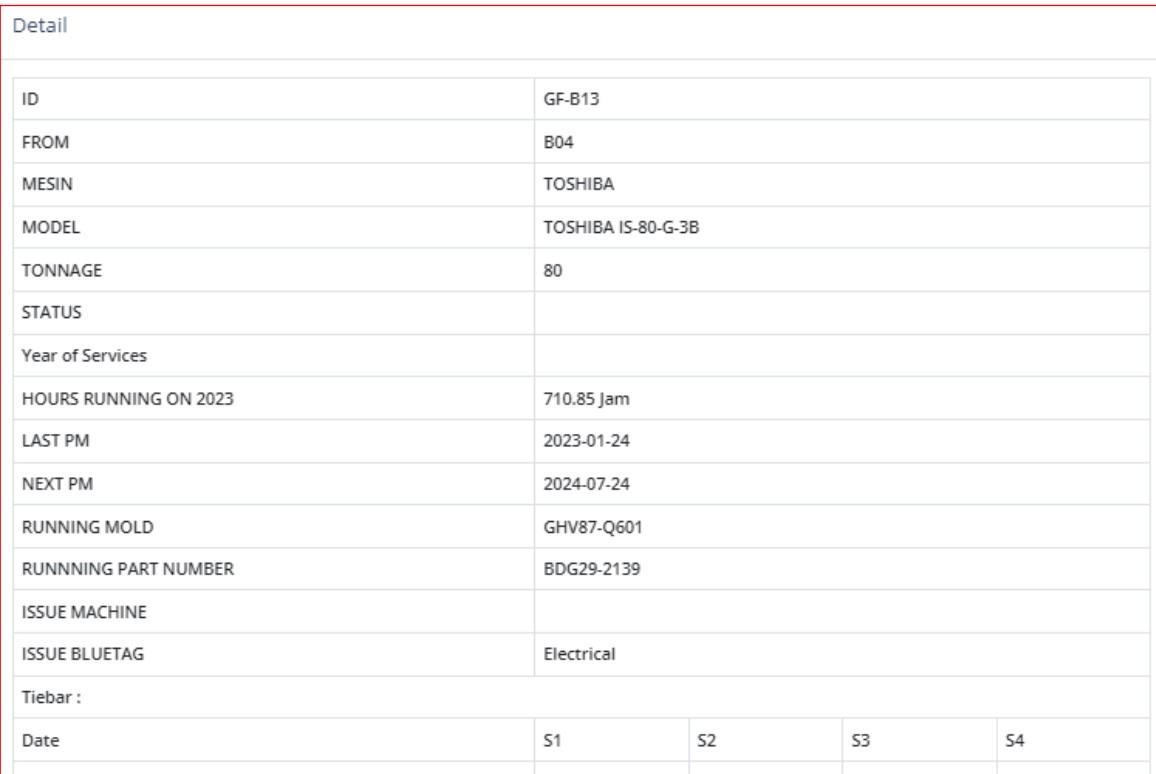 Detail
ID GF-B13
FROM B04
MESIN TOSHIBA
MODEL TOSHIBA IS-80-G-3B
TONNAGE 80
STATUS
Year of Services
HOURS RUNNING ON 2023 710.85 Jam
LAST PM 2023-01-24
NEXT PM 2024-07-24
RUNNING MOLD GHV87-Q601
RUNNNING PART NUMBER BDG29-2139
ISSUE MACHINE
ISSUE BLUETAG Electrical
Tiebar :
Date S1 S2 S3 S4